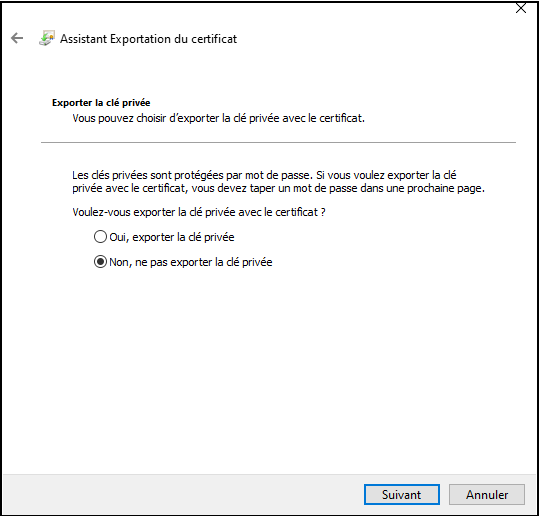 Assistant Exportation du certificat
Exporter la clé privée
Vous pouvez choisir d'exporter la clé privée avec le certificat.
Les clés privées sont protégées par mot de passe. Si vous voulez exporter la clé
privée avec le certificat, vous devez taper un mot de passe dans une prochaine page.
Voulez-vous exporter la clé privée avec le certificat ?
Oui, exporter la clé privée
Non, ne pas exporter la clé privée
Suivant
Annuler